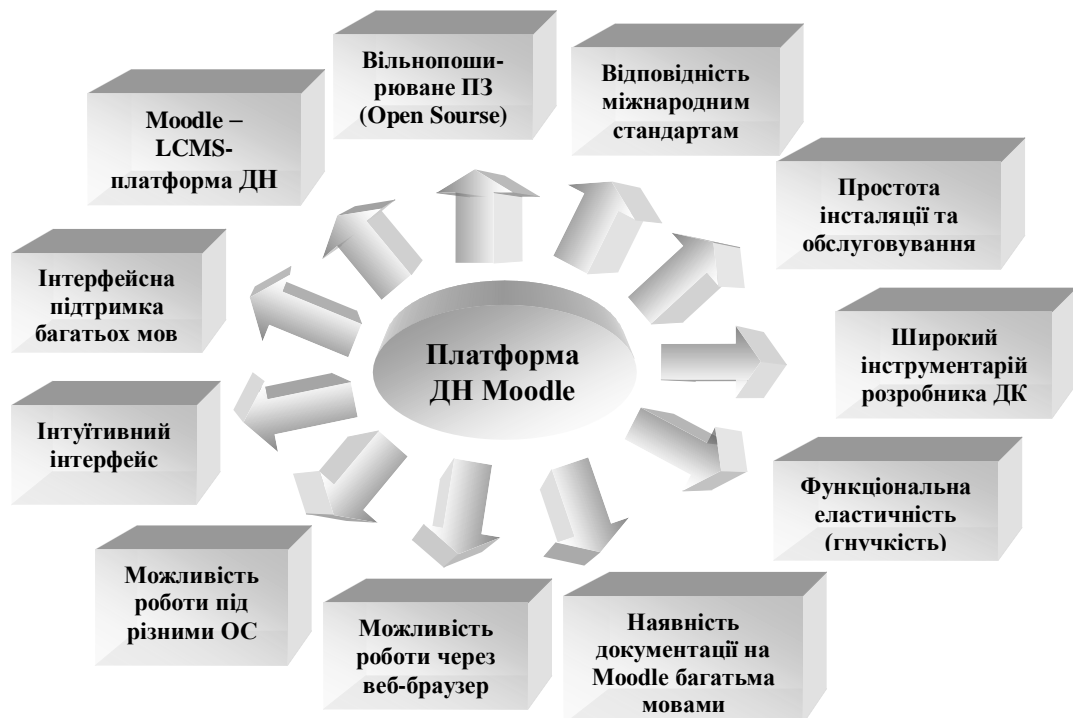 Вільнопоши-
рюване ПЗ
(Open Sourse)
Відповідність
міжнародним
стандартам
Moodle –
LCMS-
платформа ДН
Простота
інсталяції та
обслуговування
Інтерфейсна
підтримка
багатьох мов
Платформа
ДН Moodle
Широкий
інструментарій
розробника ДК
Інтуїтивний
інтерфейс
Функціональна
еластичність
(гнучкість)
Можливість
роботи під
різними ОС
Можливість
роботи через
веб-браузер
Наявність
документації на
Moodle багатьма
мовами